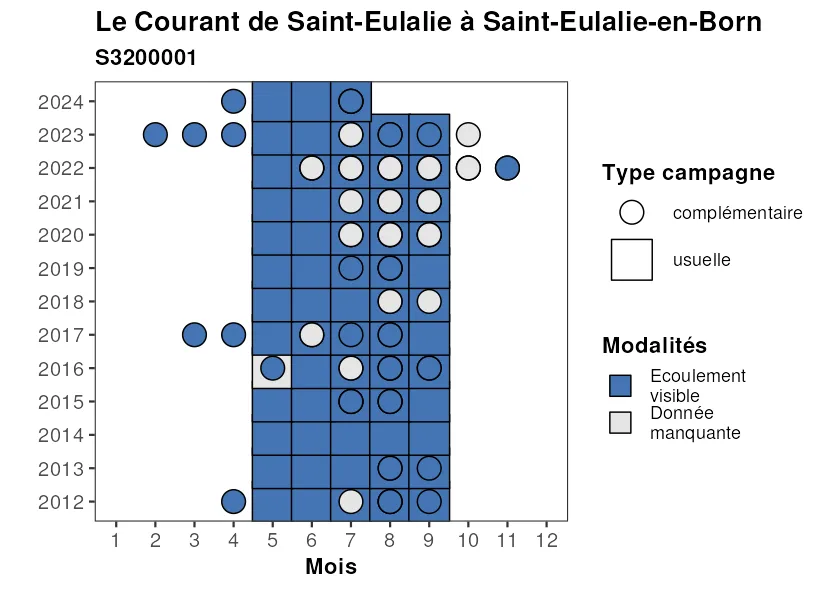 Le Courant de Saint-Eulalie à Saint-Eulalie-en-Born
S3200001
2024
2023
2022
2021
2020
2019
2018
2017
2016
2015
2014
2013
2012
1 2 3 4 5 6 7 8 9 10 11 12
Mois
Type campagne
complémentaire
usuelle
Modalités
Ecoulement
visible
Donnée
manquante